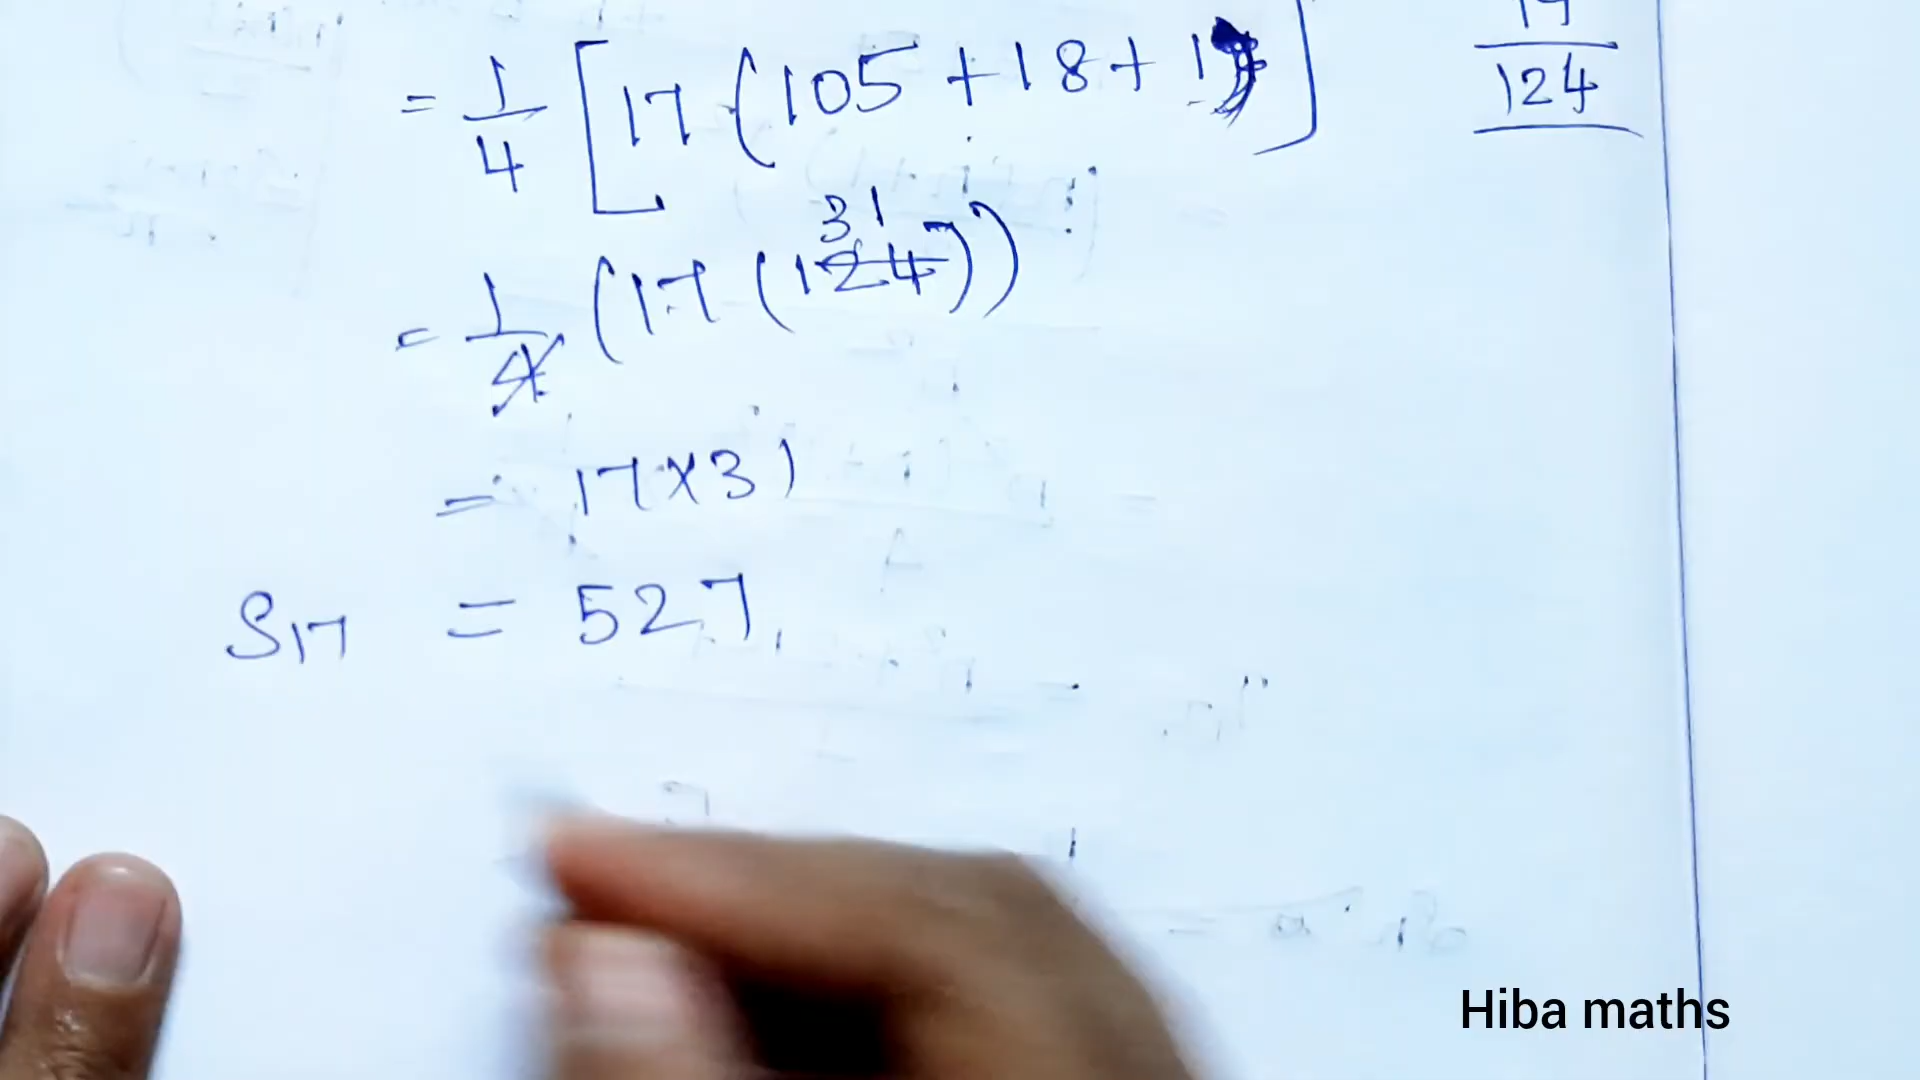 = 1/4 [17 (105 + 18 + 1)]
124
31
= 1/4 (17 (124))
= 17 × 31
S17 = 527
Hiba maths